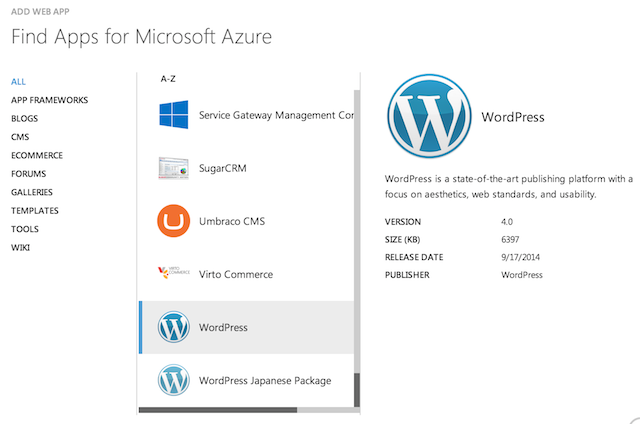 ADD WEB APP
Find Apps for Microsoft Azure
ALL
APP FRAMEWORKS
BLOGS
CMS
ECOMMERCE
FORUMS
GALLERIES
TEMPLATES
TOOLS
WIKI
A-Z
Service Gateway Management Con
SugarCRM
Umbraco CMS
VIRTO COMMERCE
Virto Commerce
WordPress
WordPress Japanese Package
WordPress
WordPress is a state-of-the-art publishing platform with a
focus on aesthetics, web standards, and usability.
VERSION 4.0
SIZE (KB) 6397
RELEASE DATE 9/17/2014
PUBLISHER WordPress